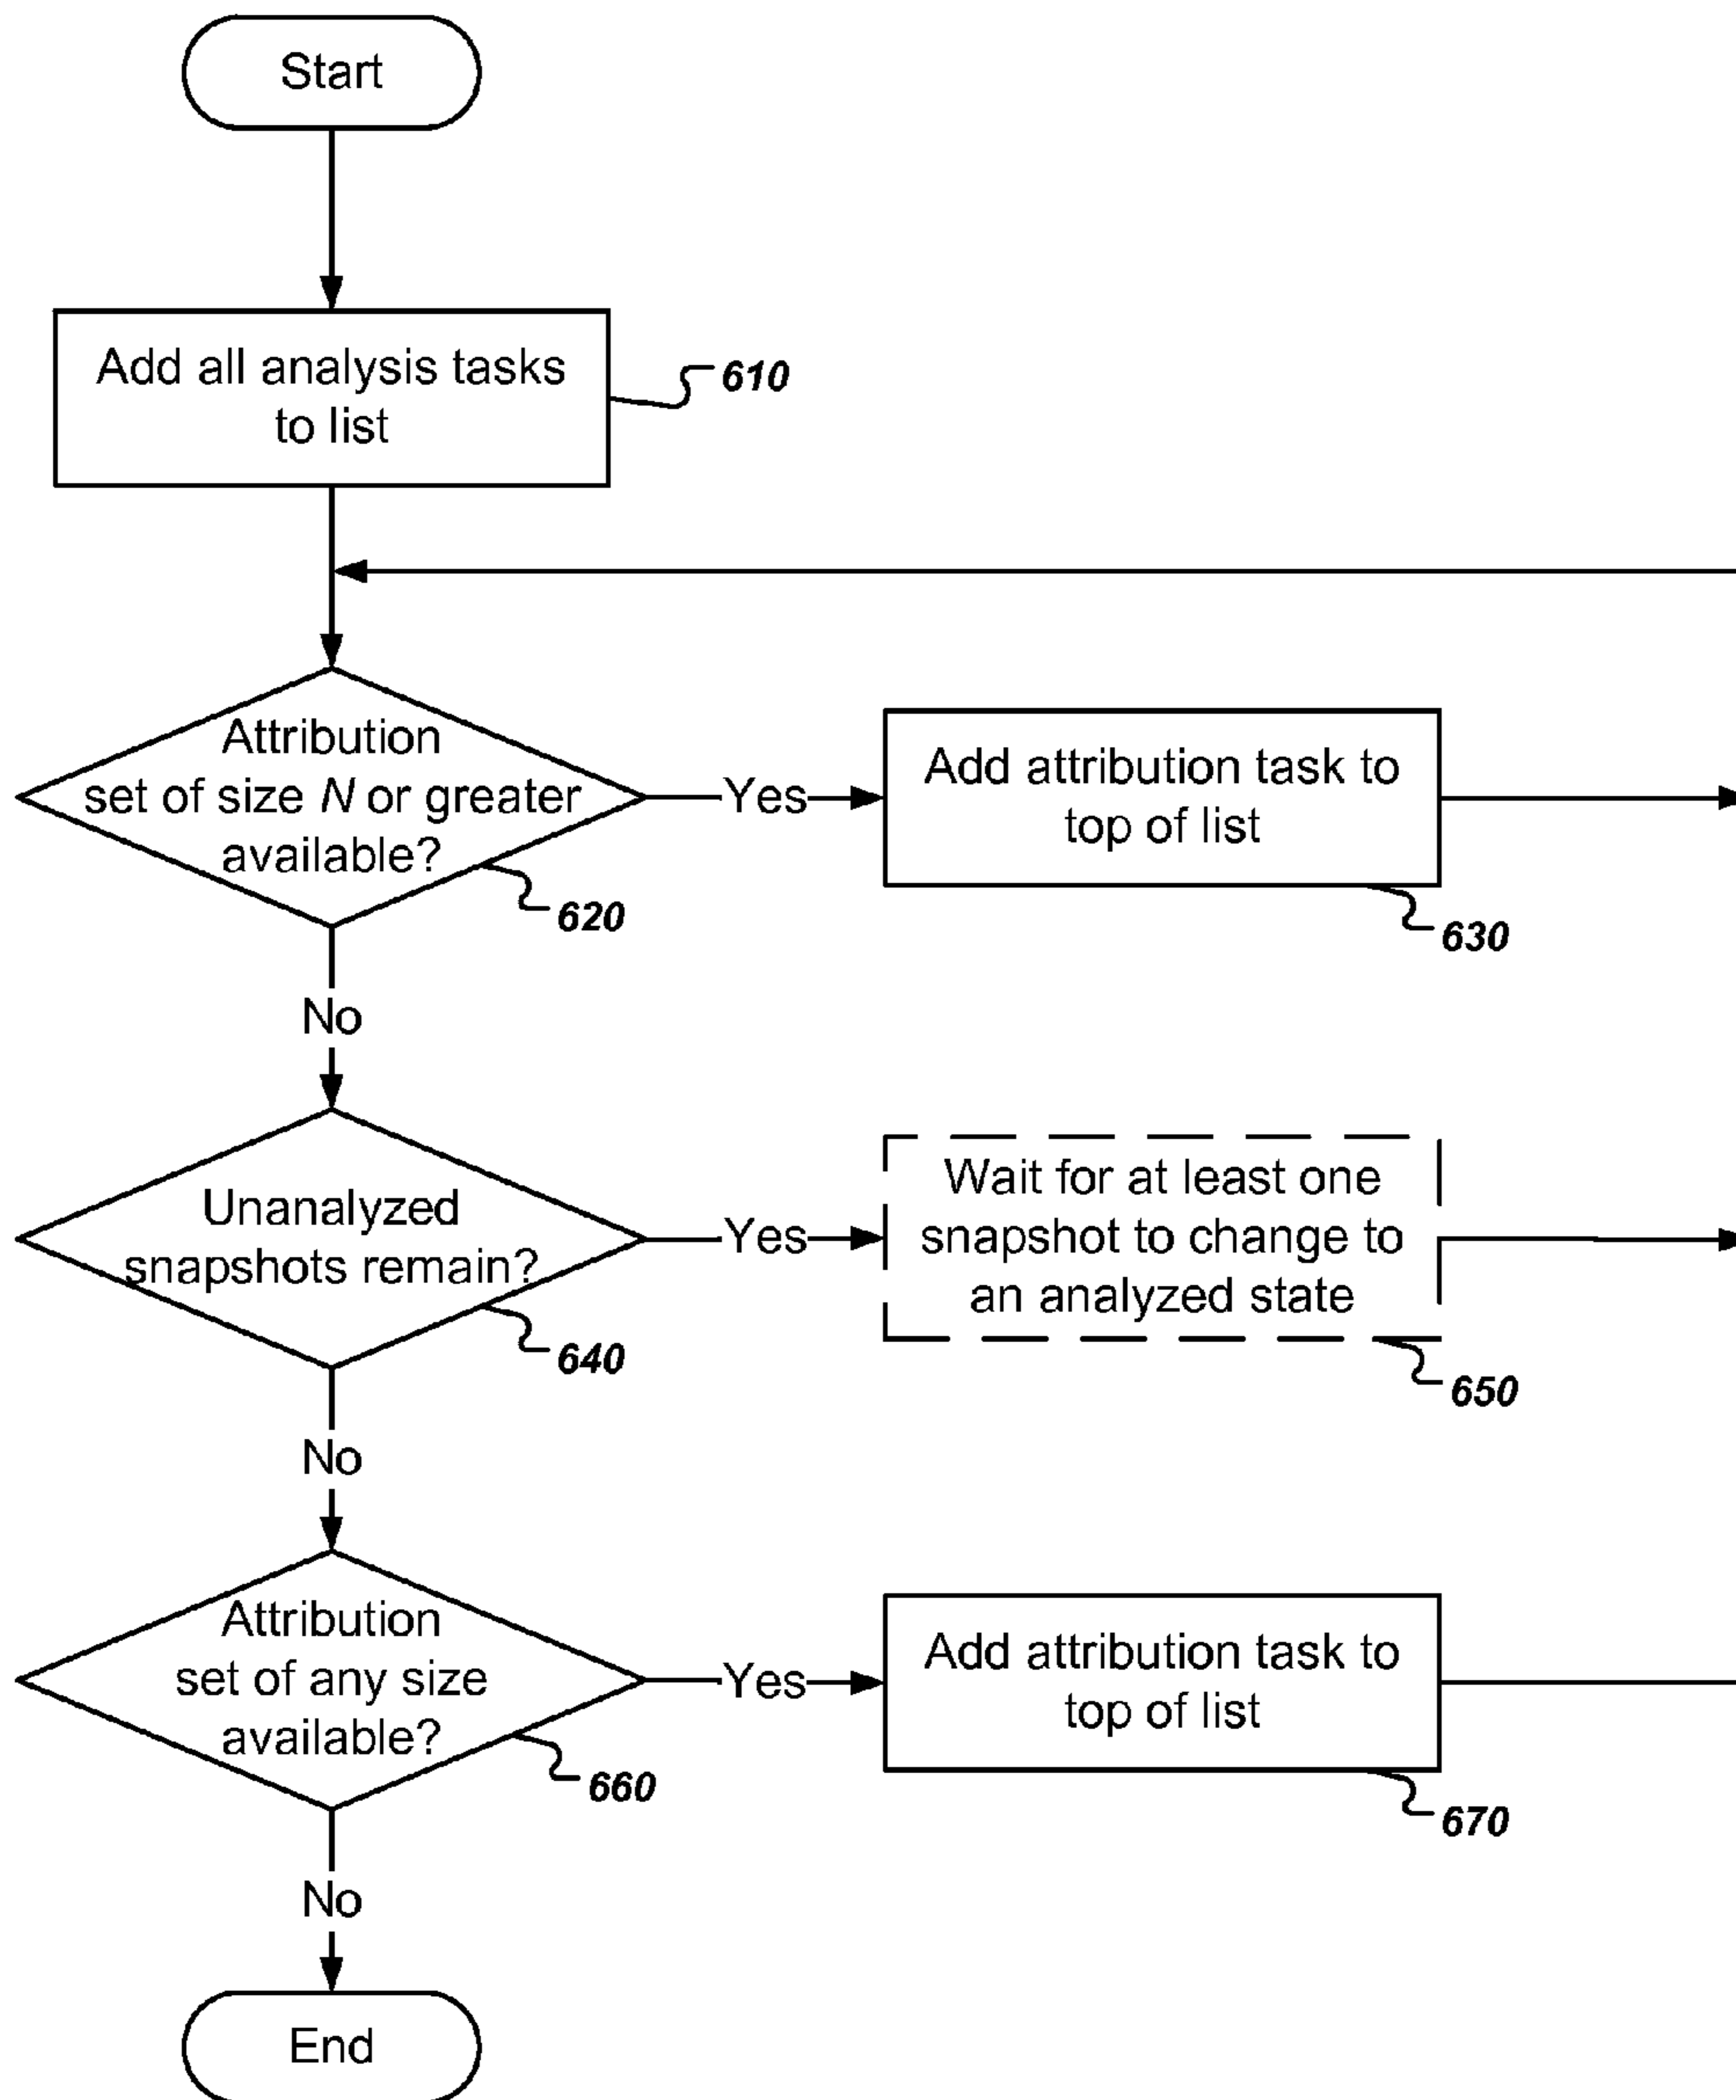 Start
Add all analysis tasks
to list
610
Attribution
set of size N or greater
available?
620
Yes
Add attribution task to
top of list
630
No
Unanalyzed
snapshots remain?
640
Yes
Wait for at least one
snapshot to change to
an analyzed state
650
No
Attribution
set of any size
available?
660
Yes
Add attribution task to
top of list
670
No
End